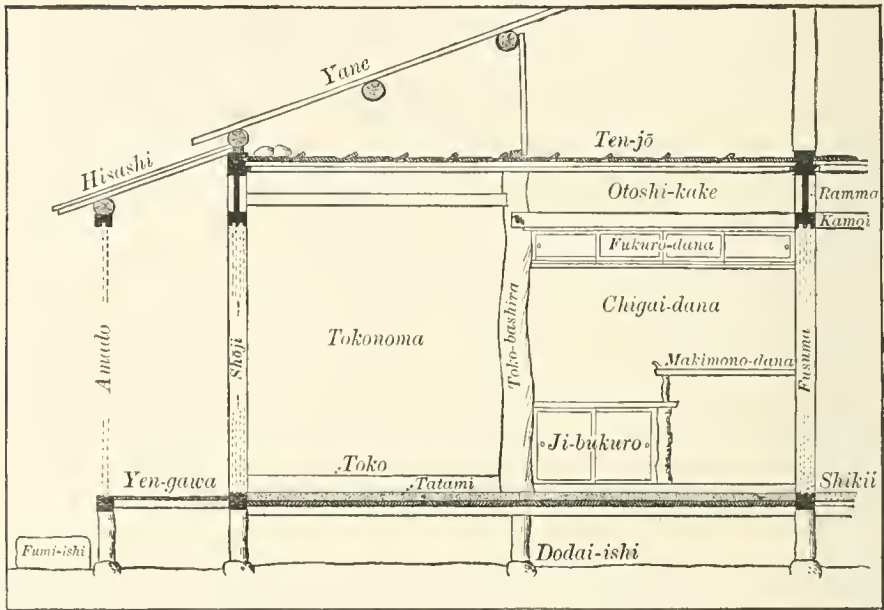 Yane
Ten-jō
Hisashi
Otoshi-kake
Ramma
Kamoi
Fukuro-dana
Chigai-dana
Amado
Shōji
Tokonoma
Toko-bashira
Makimono-dana
Fusuma
Ji-bukuro
Toko
Tatami
Yen-gawa
Shikii
Fumi-ishi
Dodai-ishi